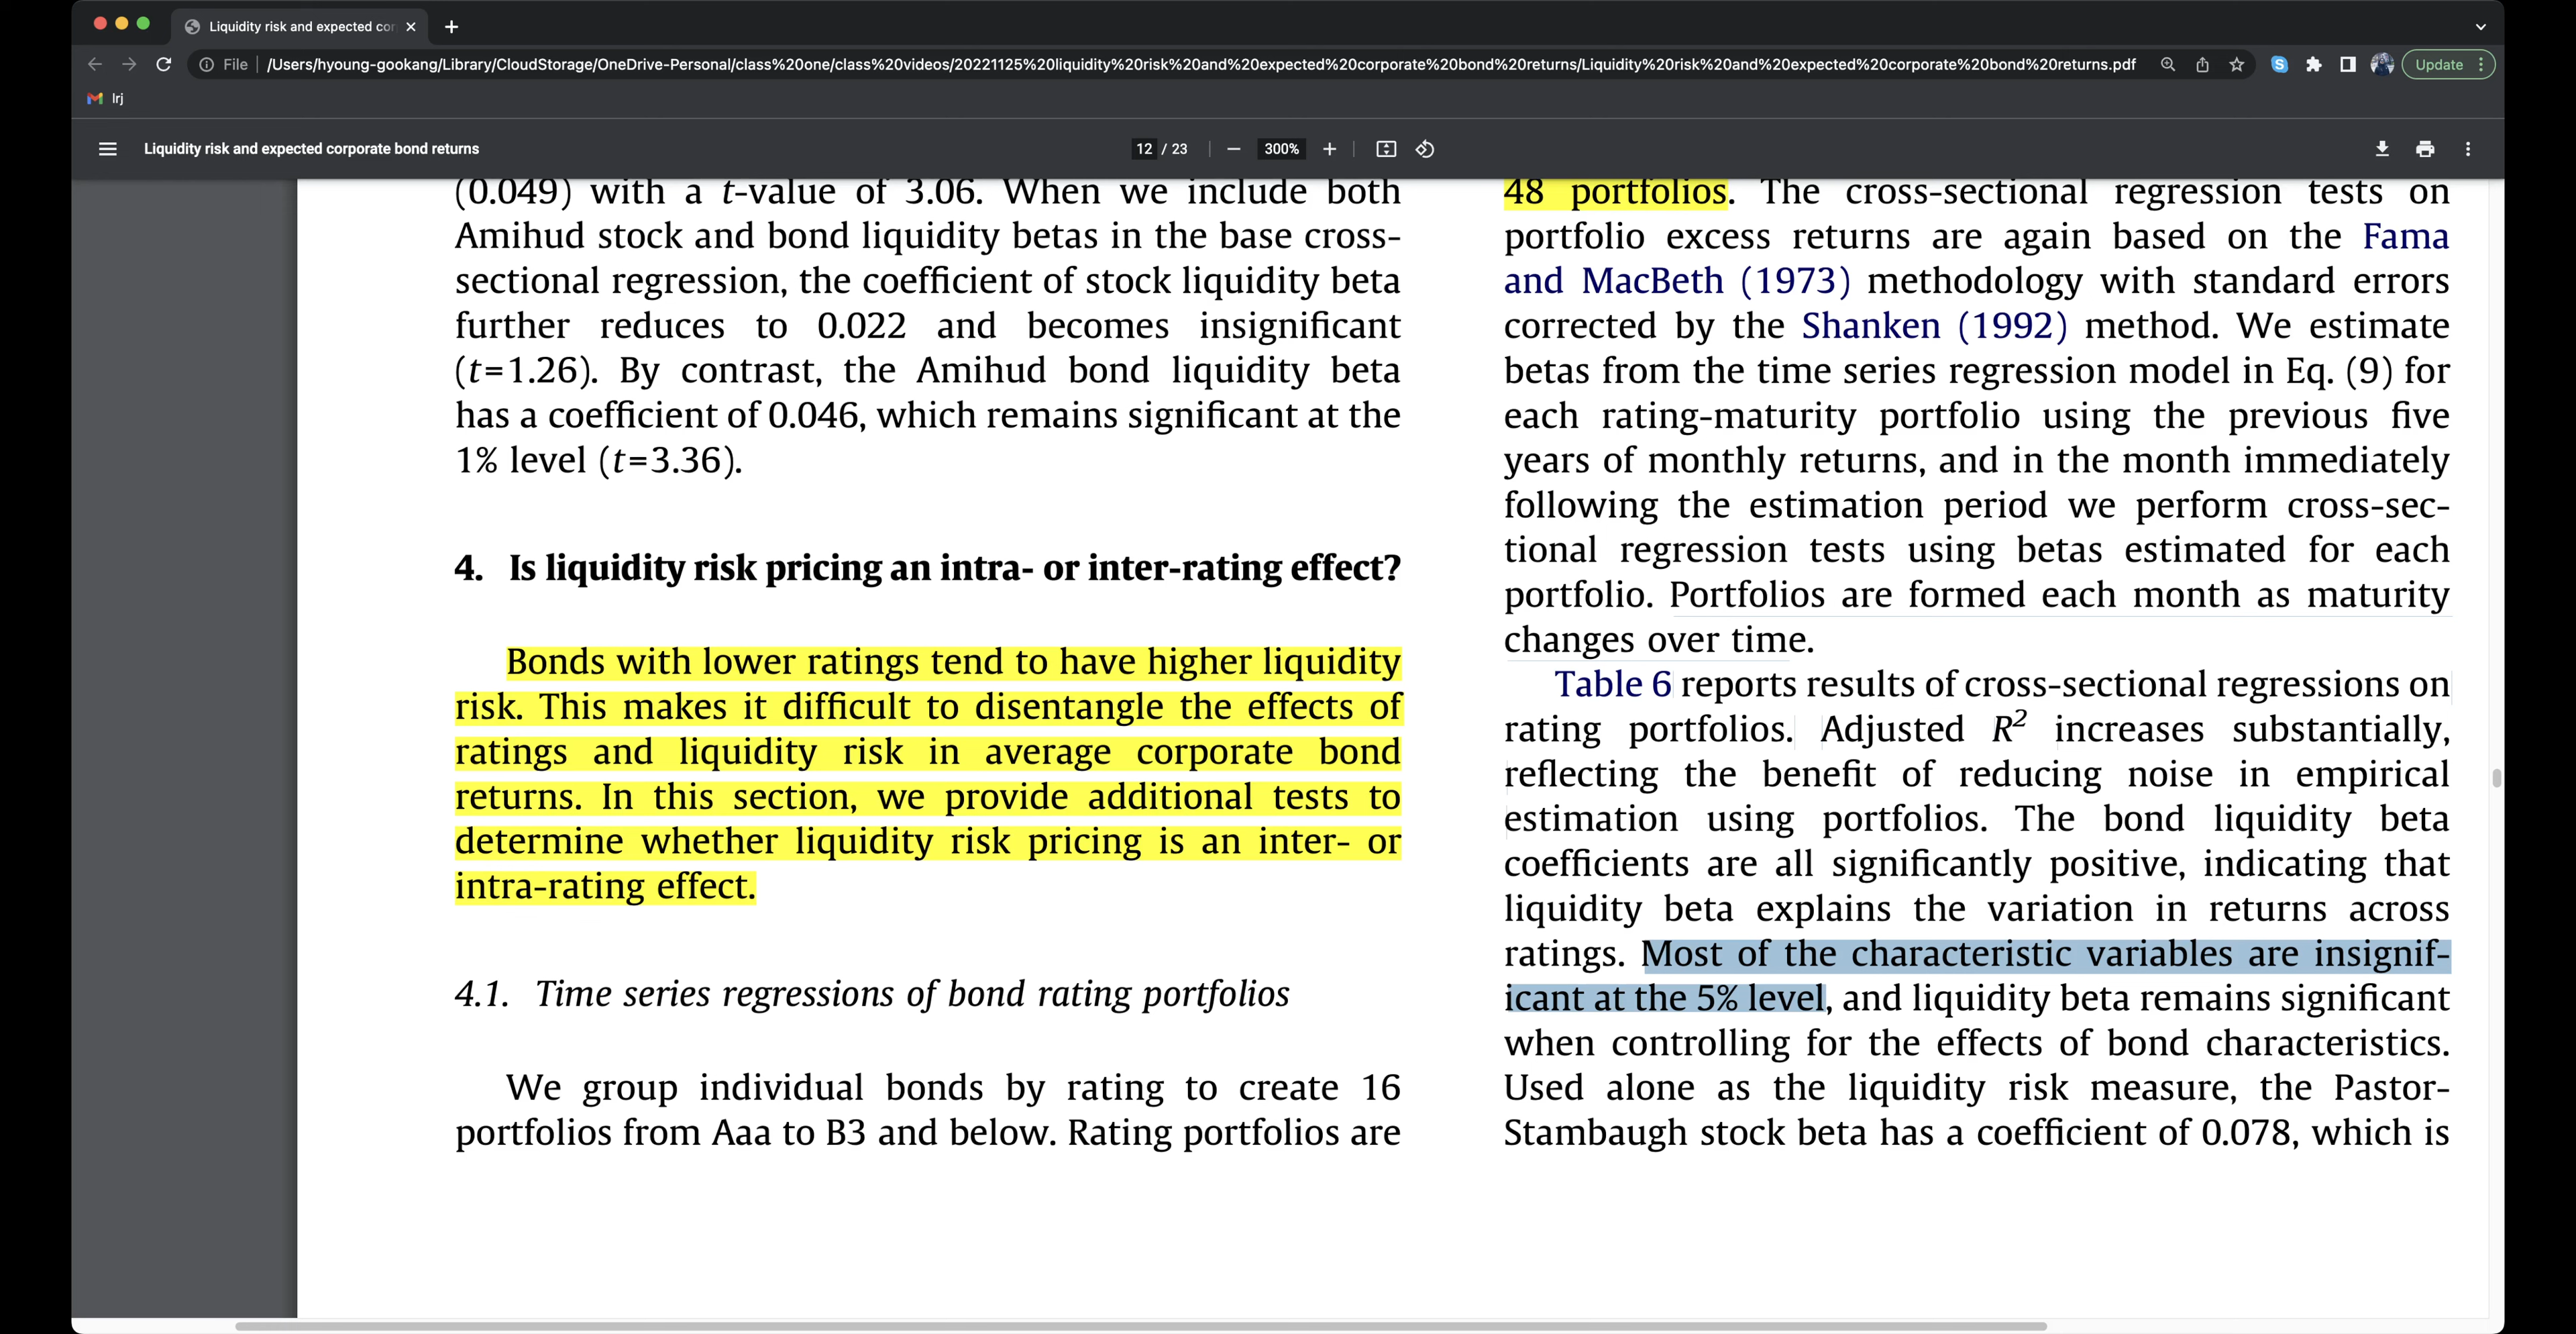 Liquidity risk and expected cor
File
/Users/hyoung-gookang/Library/CloudStorage/OneDrive-Personal/class%20one/class%20videos/20221125%20liquidity%20risk%20and%20expected%20corporate%20bond%20returns/Liquidity%20risk%20and%20expected%20corporate%20bond%20returns.pdf
Update
lrj
Liquidity risk and expected corporate bond returns
12 / 23
300%
(0.049) with a t-value of 3.06. When we include both
Amihud stock and bond liquidity betas in the base cross-
sectional regression, the coefficient of stock liquidity beta
further reduces to 0.022 and becomes insignificant
(t=1.26). By contrast, the Amihud bond liquidity beta
has a coefficient of 0.046, which remains significant at the
1% level (t=3.36).
4. Is liquidity risk pricing an intra- or inter-rating effect?
Bonds with lower ratings tend to have higher liquidity
risk. This makes it difficult to disentangle the effects of
ratings and liquidity risk in average corporate bond
returns. In this section, we provide additional tests to
determine whether liquidity risk pricing is an inter- or
intra-rating effect.
4.1. Time series regressions of bond rating portfolios
We group individual bonds by rating to create 16
portfolios from Aaa to B3 and below. Rating portfolios are
48 portfolios. The cross-sectional regression tests on
portfolio excess returns are again based on the Fama
and MacBeth (1973) methodology with standard errors
corrected by the Shanken (1992) method. We estimate
betas from the time series regression model in Eq. (9) for
each rating-maturity portfolio using the previous five
years of monthly returns, and in the month immediately
following the estimation period we perform cross-sec-
tional regression tests using betas estimated for each
portfolio. Portfolios are formed each month as maturity
changes over time.
Table 6 reports results of cross-sectional regressions on
rating portfolios. Adjusted R² increases substantially,
reflecting the benefit of reducing noise in empirical
estimation using portfolios. The bond liquidity beta
coefficients are all significantly positive, indicating that
liquidity beta explains the variation in returns across
ratings. Most of the characteristic variables are insignif-
icant at the 5% level, and liquidity beta remains significant
when controlling for the effects of bond characteristics.
Used alone as the liquidity risk measure, the Pastor-
Stambaugh stock beta has a coefficient of 0.078, which is